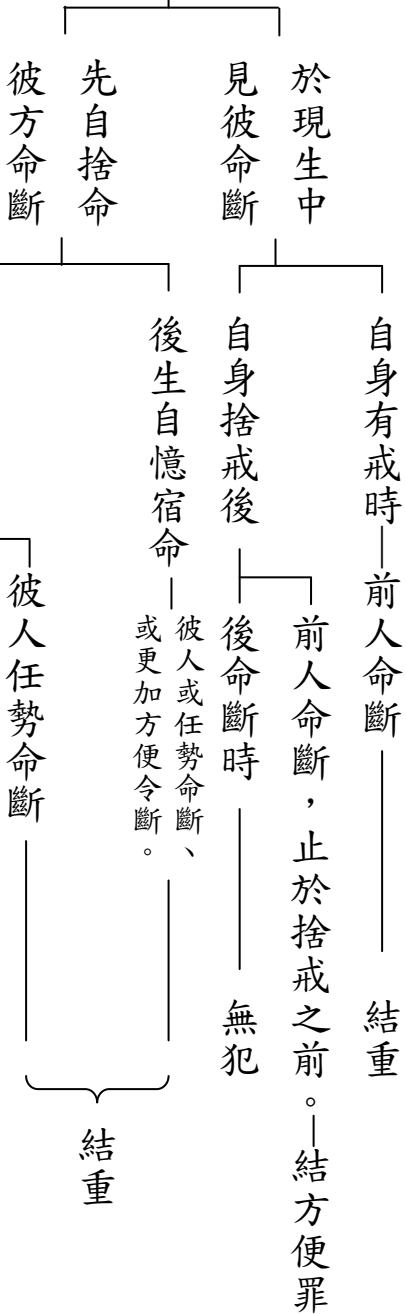 於現生中
見彼命斷
自身有戒時
前人命斷
結重
自身捨戒後
前人命斷，止於捨戒之前。
結方便罪
後命斷時
無犯
先自捨命
彼方命斷
後生自憶宿命
彼人或任勢命斷、
或更加方便令斷。
彼人任勢命斷
結重